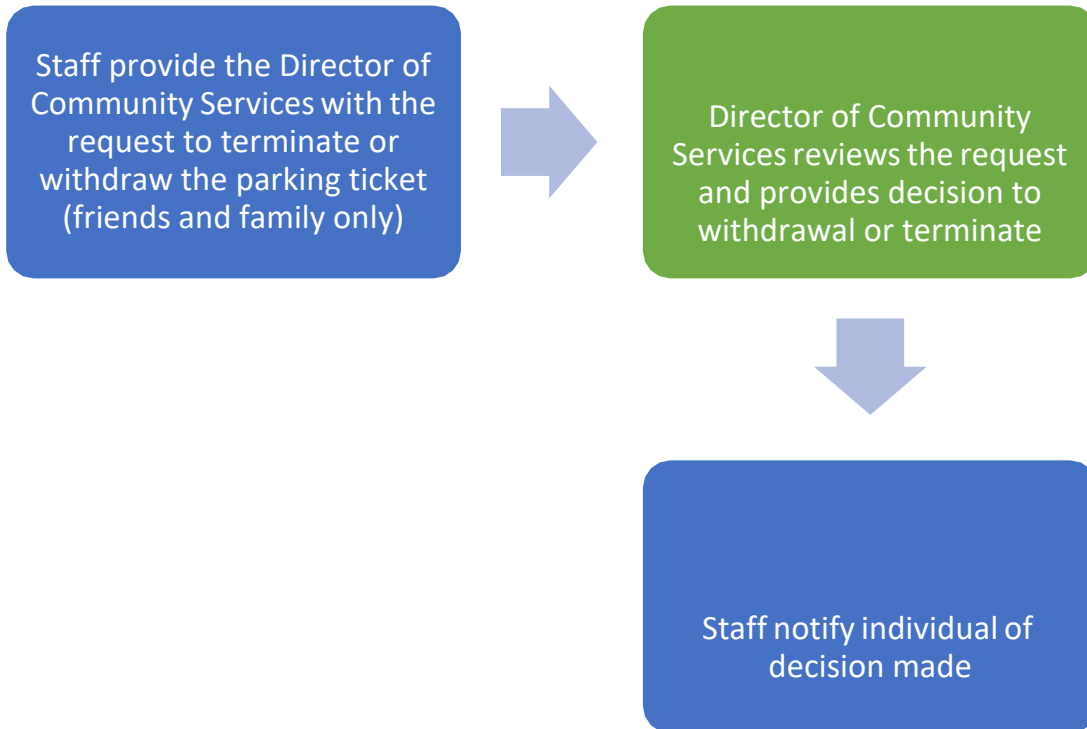 Staff provide the Director of
Community Services with the
request to terminate or
withdraw the parking ticket
(friends and family only)
Director of Community
Services reviews the request
and provides decision to
withdrawal or terminate
Staff notify individual of
decision made